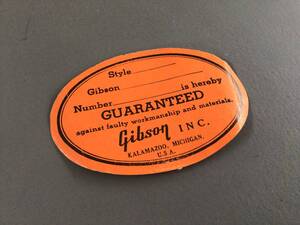 Style
Gibson
Number is hereby
GUARANTEED
against faulty workmanship and materials.
Gibson INC.
KALAMAZOO, MICHIGAN.
U.S.A.